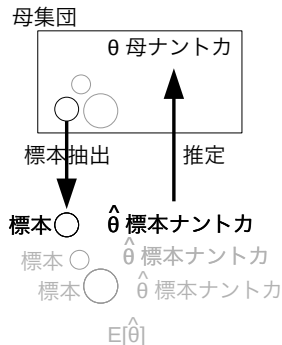 母集団
θ 母ナントカ
標本抽出
推定
標本 θ^ 標本ナントカ
標本 θ^ 標本ナントカ
標本 θ^ 標本ナントカ
E[θ^]